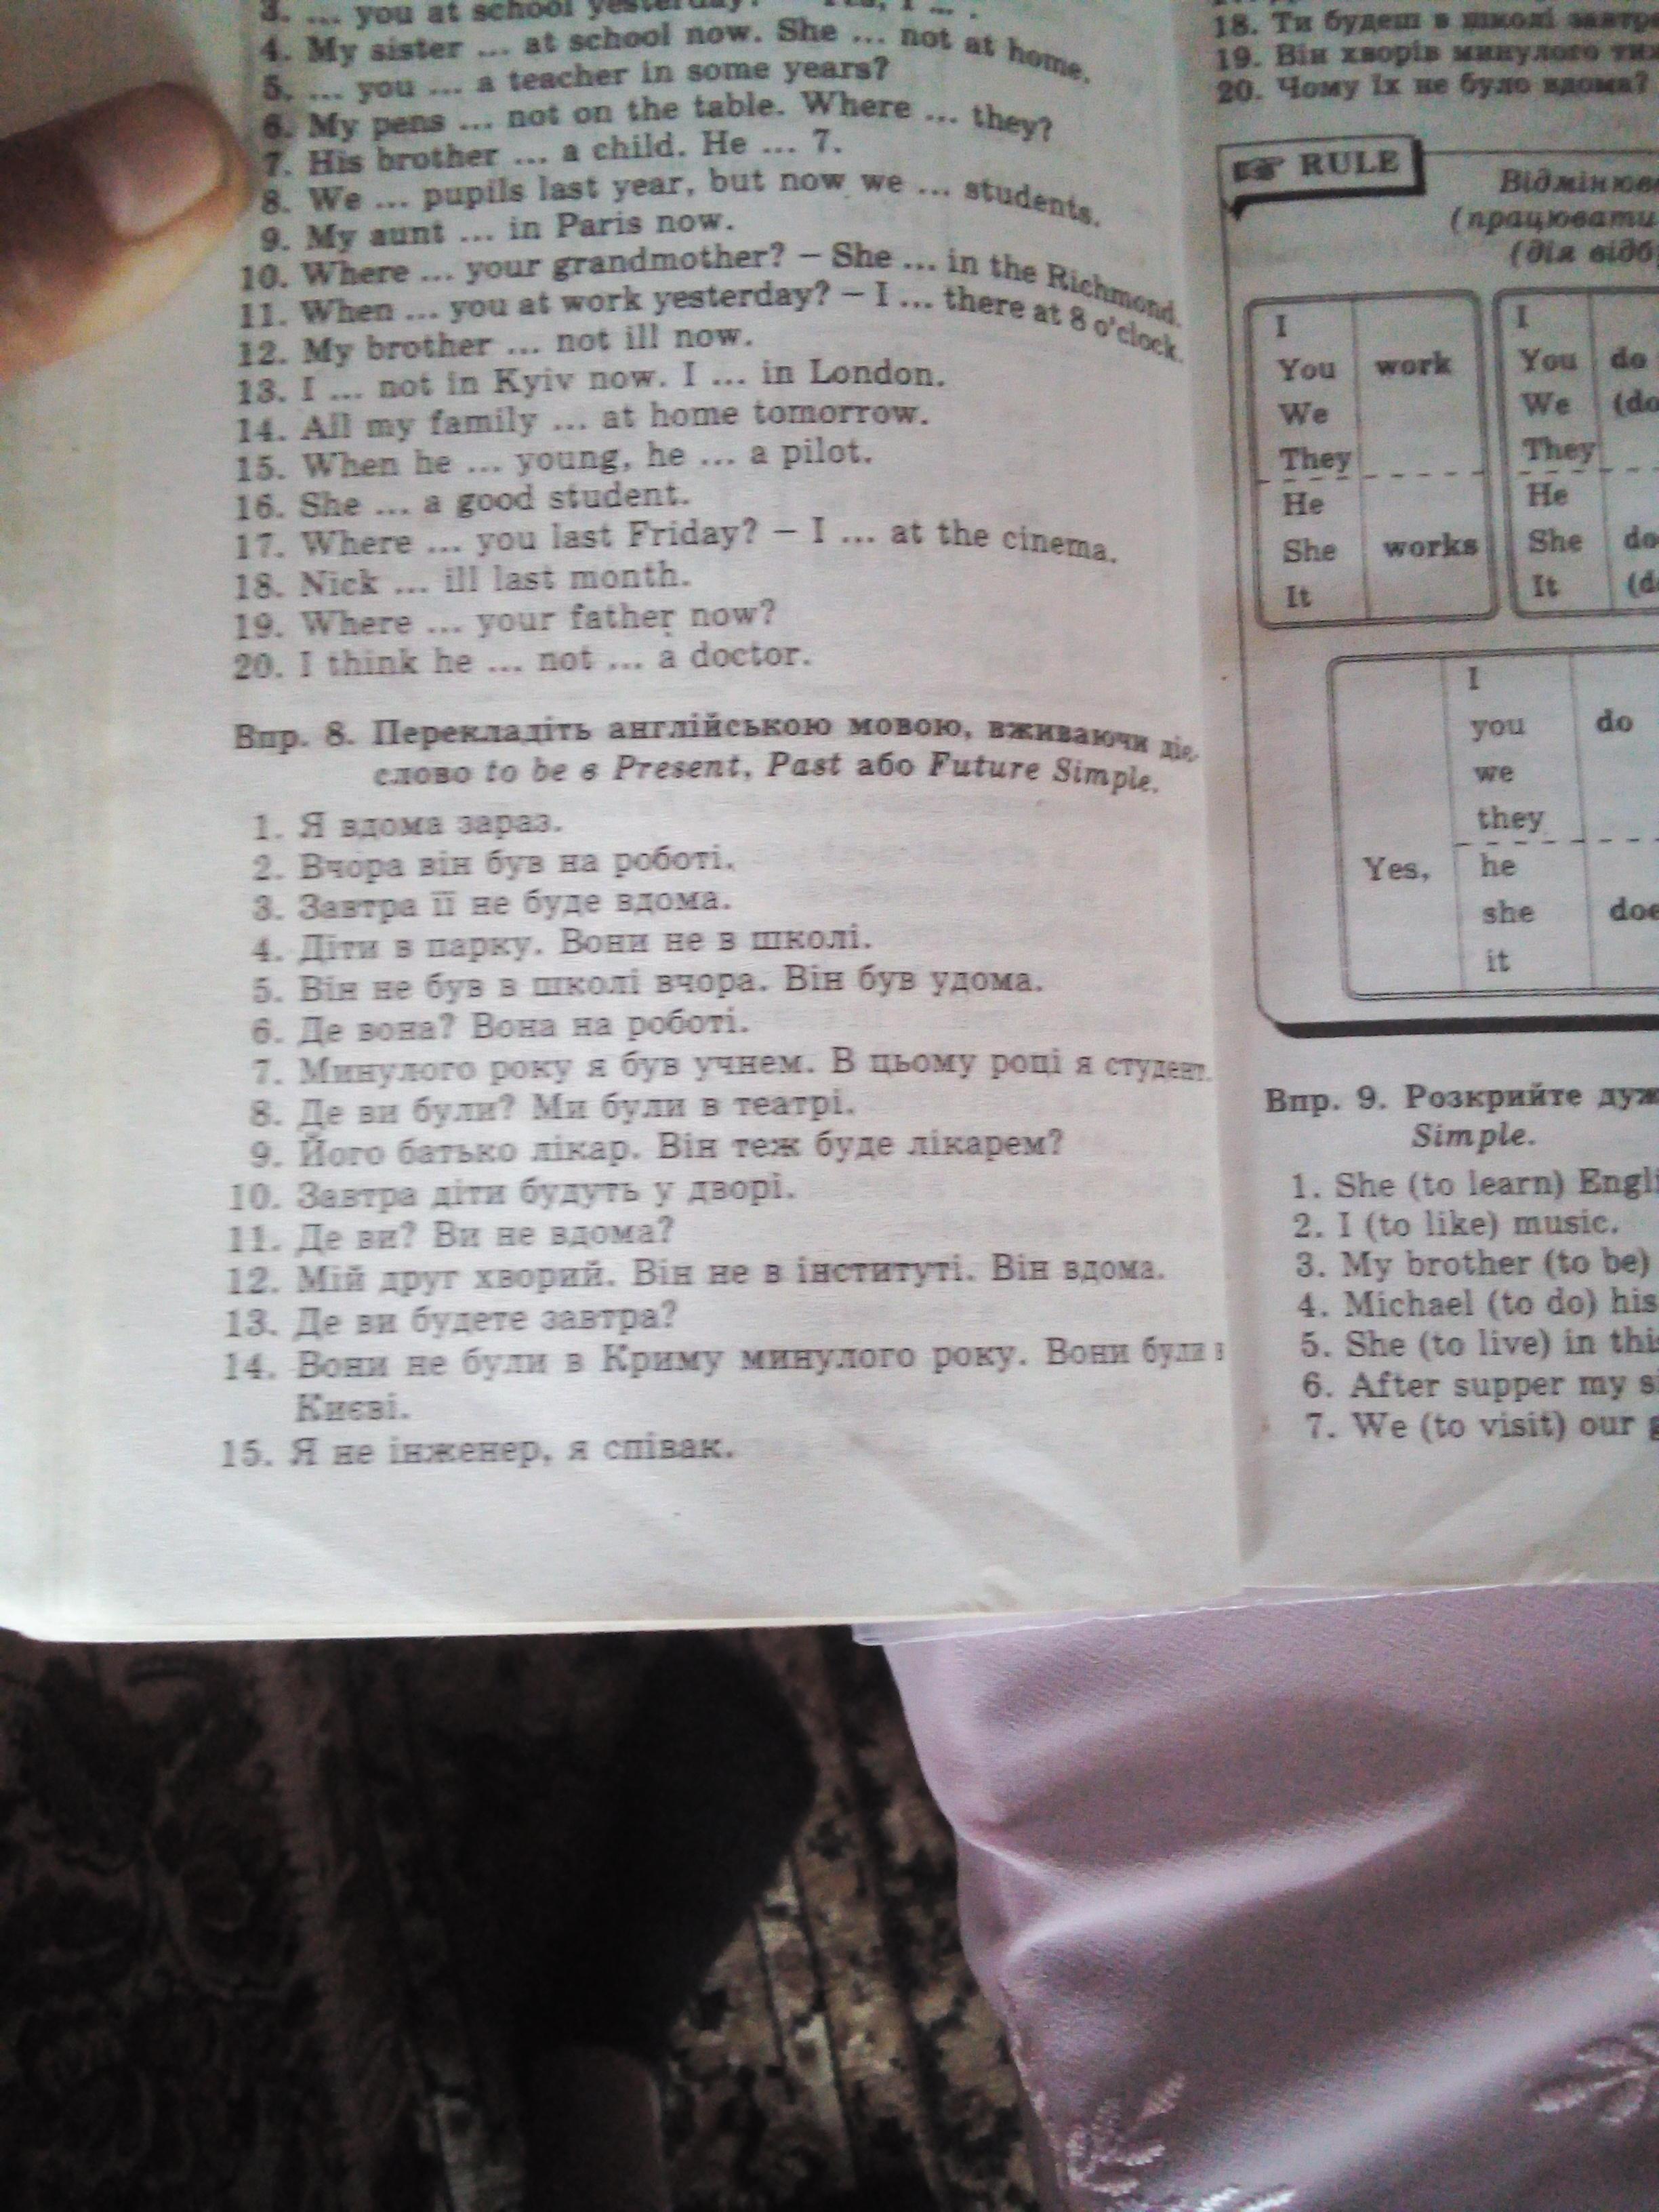 3. ... you at school yesterday?
4. My sister ... at school now. She ... not at home.
5. ... you ... a teacher in some years?
6. My pens ... not on the table. Where ... they?
7. His brother ... a child. He ... 7.
8. We ... pupils last year, but now we ... students.
9. My aunt ... in Paris now.
10. Where ... your grandmother? – She ... in the Richmond.
11. When ... you at work yesterday? – I ... there at 8 o'clock.
12. My brother ... not ill now.
13. I ... not in Kyiv now. I ... in London.
14. All my family ... at home tomorrow.
15. When he ... young, he ... a pilot.
16. She ... a good student.
17. Where ... you last Friday? – I ... at the cinema.
18. Nick ... ill last month.
19. Where ... your father now?
20. I think he ... not ... a doctor.
Впр. 8. Перекладіть англійською мовою, вживаючи діє-
слово to be в Present, Past або Future Simple.
1. Я вдома зараз.
2. Вчора він був на роботі.
3. Завтра її не буде вдома.
4. Діти в парку. Вони не в школі.
5. Він не був в школі вчора. Він був удома.
6. Де вона? Вона на роботі.
7. Минулого року я був учнем. В цьому році я студент.
8. Де ви були? Ми були в театрі.
9. Його батько лікар. Він теж буде лікарем?
10. Завтра діти будуть у дворі.
11. Де ви? Ви не вдома?
12. Мій друг хворий. Він не в інституті. Він вдома.
13. Де ви будете завтра?
14. Вони не були в Криму минулого року. Вони були в
Києві.
15. Я не інженер, я співак.
18. Ти будеш в школі
19. Він хворів минулого
20. Чому їх не було вдома?
RULE
(працювати
I
You work
We
They
He
She works
It
I
You do
We
They
He
She
It
I
you do
we
they
Yes, he
she
it
Впр. 9. Розкрийте
Simple.
1. She (to learn)
2. I (to like) music.
3. My brother (to be)
4. Michael (to do) his
5. She (to live) in
6. After supper my
7. We (to visit) our